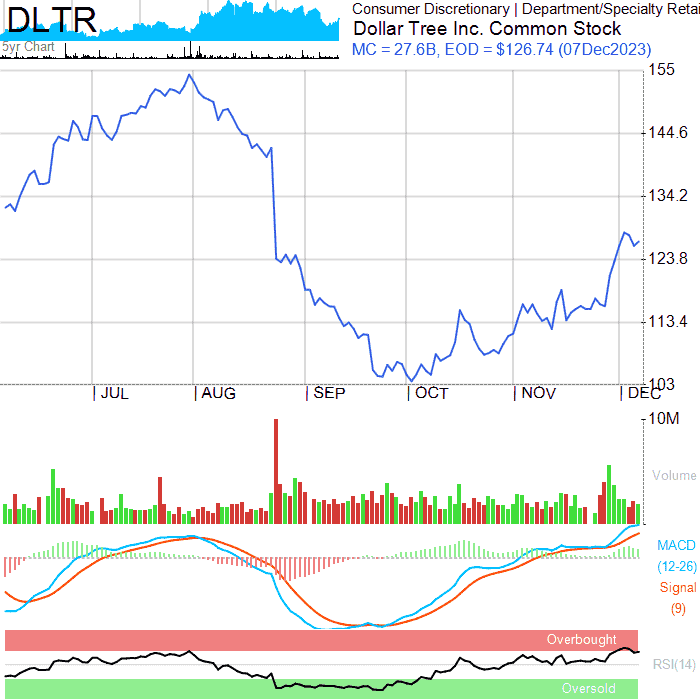 DLTR
5yr Chart
Consumer Discretionary | Department/Specialty Retai
Dollar Tree Inc. Common Stock
MC = 27.6B, EOD = $126.74 (07Dec2023)
155
144.6
134.2
123.8
113.4
103
JUL
AUG
SEP
OCT
NOV
DEC
10M
Volume
MACD
(12-26)
Signal
(9)
Overbought
RSI(14)
Oversold